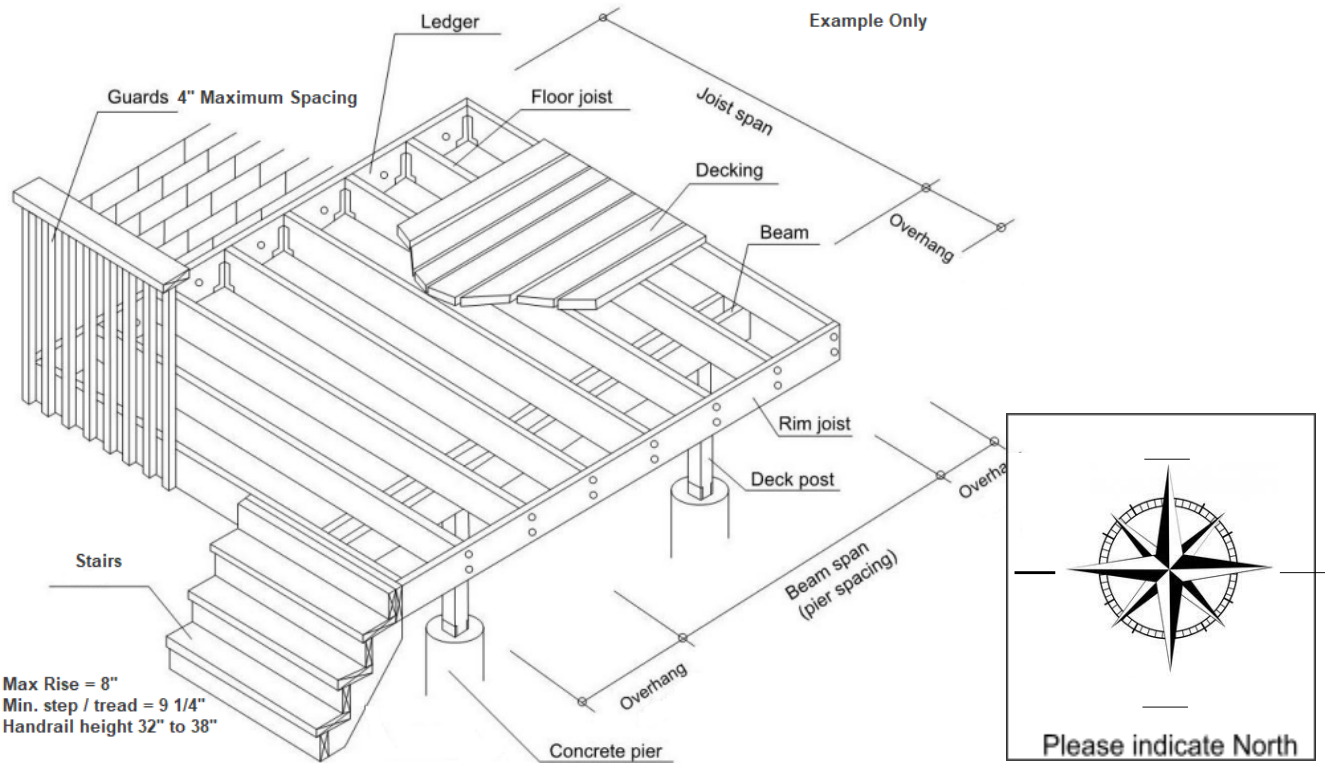 Example Only
Ledger
Guards 4" Maximum Spacing
Floor joist
Joist span
Decking
Overhang
Beam
Rim joist
Deck post
Overha
Stairs
Beam span
(pier spacing)
Overhang
Max Rise = 8"
Min. step / tread = 9 1/4"
Handrail height 32" to 38"
Concrete pier
Please indicate North